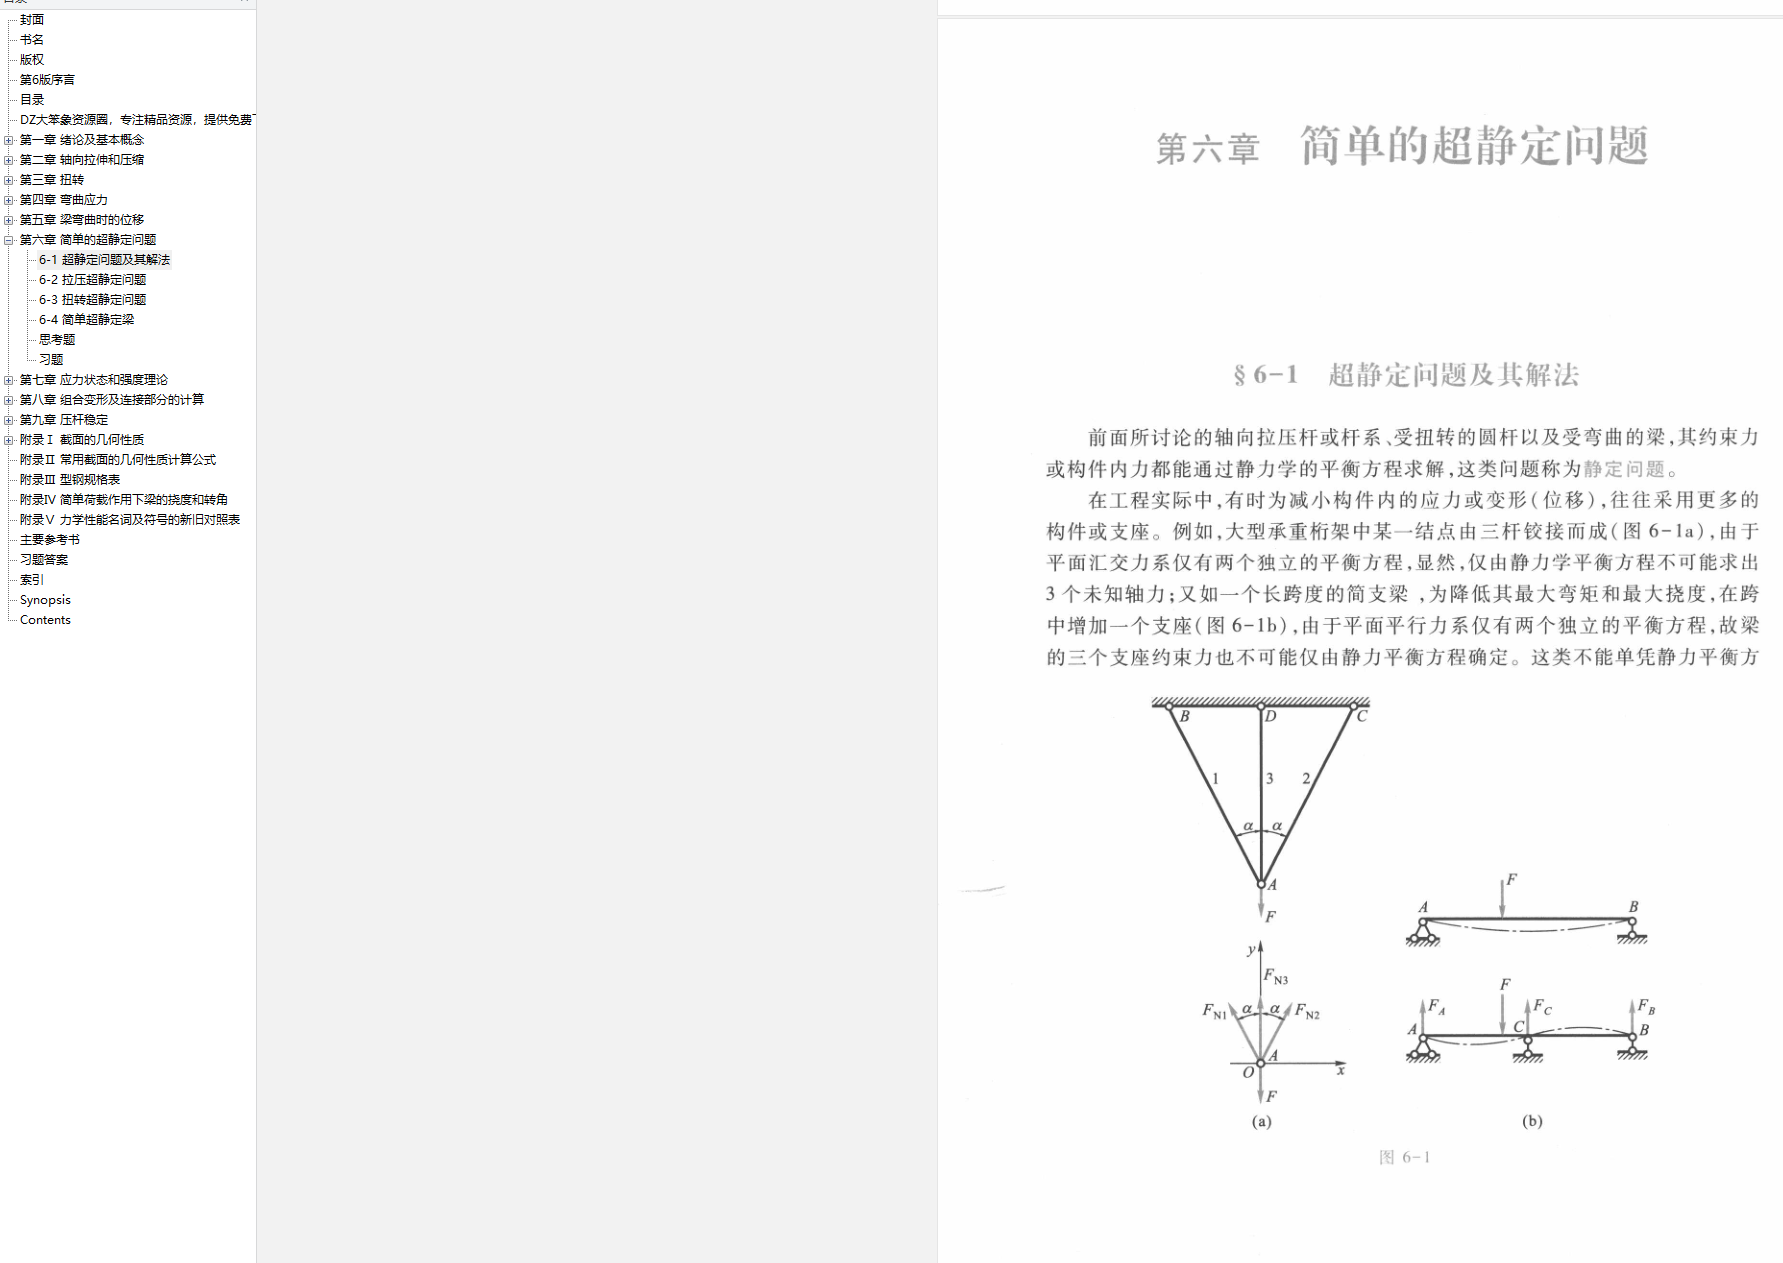 封面
书名
版权
第6版序言
目录
DZ大笨象资源圈，专注精品资源，提供免费
第一章 绪论及基本概念
第二章 轴向拉伸和压缩
第三章 扭转
第四章 弯曲应力
第五章 梁弯曲时的位移
第六章 简单的超静定问题
6-1 超静定问题及其解法
6-2 拉压超静定问题
6-3 扭转超静定问题
6-4 简单超静定梁
思考题
习题
第七章 应力状态和强度理论
第八章 组合变形及连接部分的计算
第九章 压杆稳定
附录Ⅰ 截面的几何性质
附录Ⅱ 常用截面的几何性质计算公式
附录Ⅲ 型钢规格表
附录Ⅳ 简单荷载作用下梁的挠度和转角
附录Ⅴ 力学性能名词及符号的新旧对照表
主要参考书
习题答案
索引
Synopsis
Contents
第六章 简单的超静定问题
§6-1 超静定问题及其解法
前面所讨论的轴向拉压杆或杆系、受扭转的圆杆以及受弯曲的梁,其约束力
或构件内力都能通过静力学的平衡方程求解,这类问题称为静定问题。
在工程实际中,有时为减小构件内的应力或变形(位移),往往采用更多的
构件或支座。例如,大型承重桁架中某一结点由三杆铰接而成(图 6-1a),由于
平面汇交力系仅有两个独立的平衡方程,显然,仅由静力学平衡方程不可能求出
3 个未知轴力;又如一个长跨度的简支梁 ,为降低其最大弯矩和最大挠度,在跨
中增加一个支座(图 6-1b),由于平面平行力系仅有两个独立的平衡方程,故梁
的三个支座约束力也不可能仅由静力平衡方程确定。这类不能单凭静力平衡方
B D C
1 3 2
α α
A
F
y
FN3
FN1 α α FN2
A
O x
F
(a)
F
A B
F
FA FC FB
A C B
(b)
图 6-1